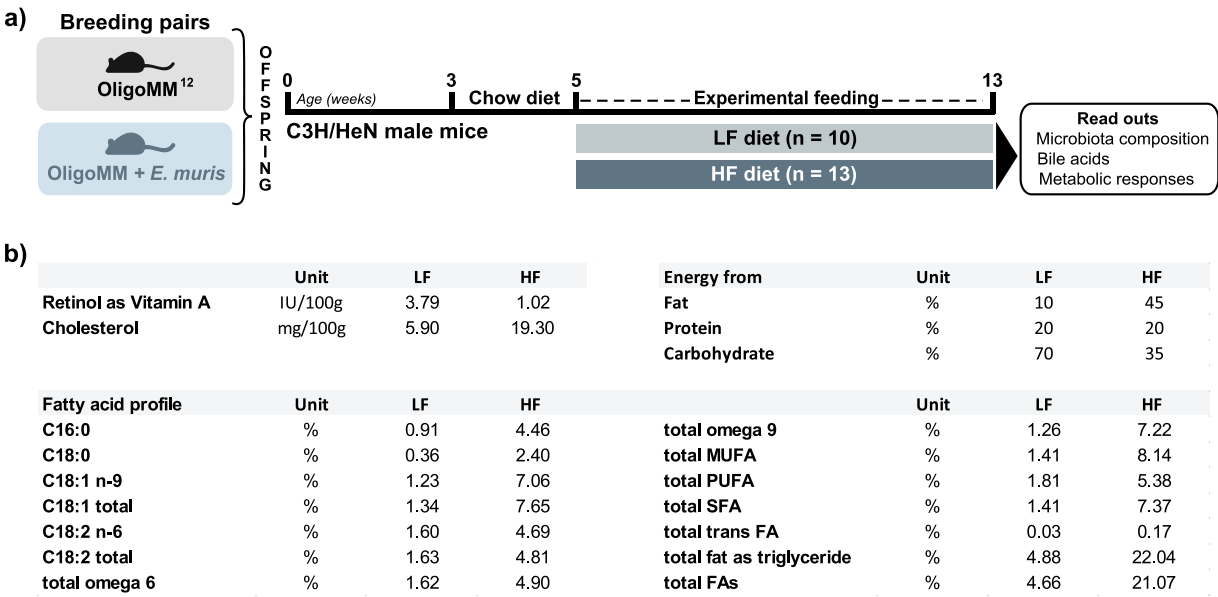 a)
Breeding pairs
OligoMM12
OligoMM + E. muris
OFFSPRING
0 3 5 13
Age (weeks) Chow diet Experimental feeding
C3H/HeN male mice
LF diet (n = 10)
HF diet (n = 13)
Read outs
Microbiota composition
Bile acids
Metabolic responses
b)
Unit LF HF
Retinol as Vitamin A IU/100g 3.79 1.02
Cholesterol mg/100g 5.90 19.30
Energy from Unit LF HF
Fat % 10 45
Protein % 20 20
Carbohydrate % 70 35
Fatty acid profile Unit LF HF
C16:0 % 0.91 4.46
C18:0 % 0.36 2.40
C18:1 n-9 % 1.23 7.06
C18:1 total % 1.34 7.65
C18:2 n-6 % 1.60 4.69
C18:2 total % 1.63 4.81
total omega 6 % 1.62 4.90
Unit LF HF
total omega 9 % 1.26 7.22
total MUFA % 1.41 8.14
total PUFA % 1.81 5.38
total SFA % 1.41 7.37
total trans FA % 0.03 0.17
total fat as triglyceride % 4.88 22.04
total FAs % 4.66 21.07